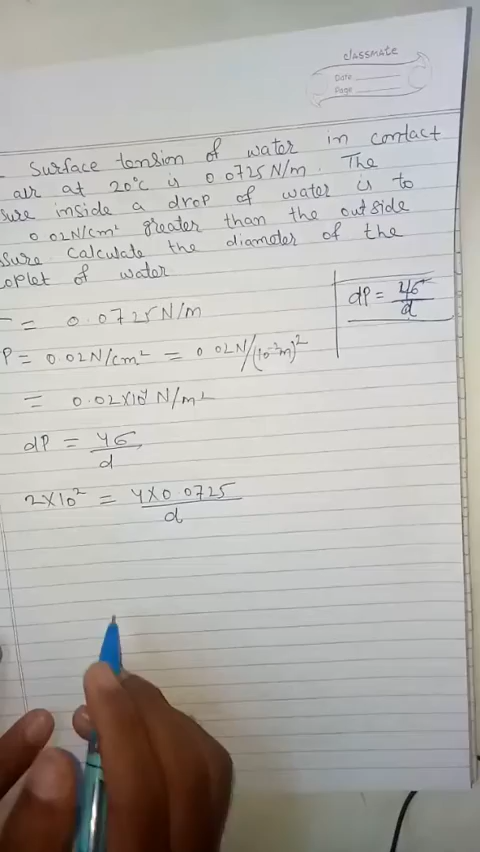 classmate
Date
Page
Surface tension of water in contact
air at 20°C is 0.0725 N/m. The
sure inside a drop of water is to
0.02N/cm² greater than the outside
ssure calculate the diameter of the
oplet of water
= 0.0725 N/m
dP = 4σ/d
P = 0.02 N/cm² = 0.02N/(10⁻²m)²
= 0.02×10⁴ N/m²
dP = 4σ/d
2×10² = 4×0.0725/d